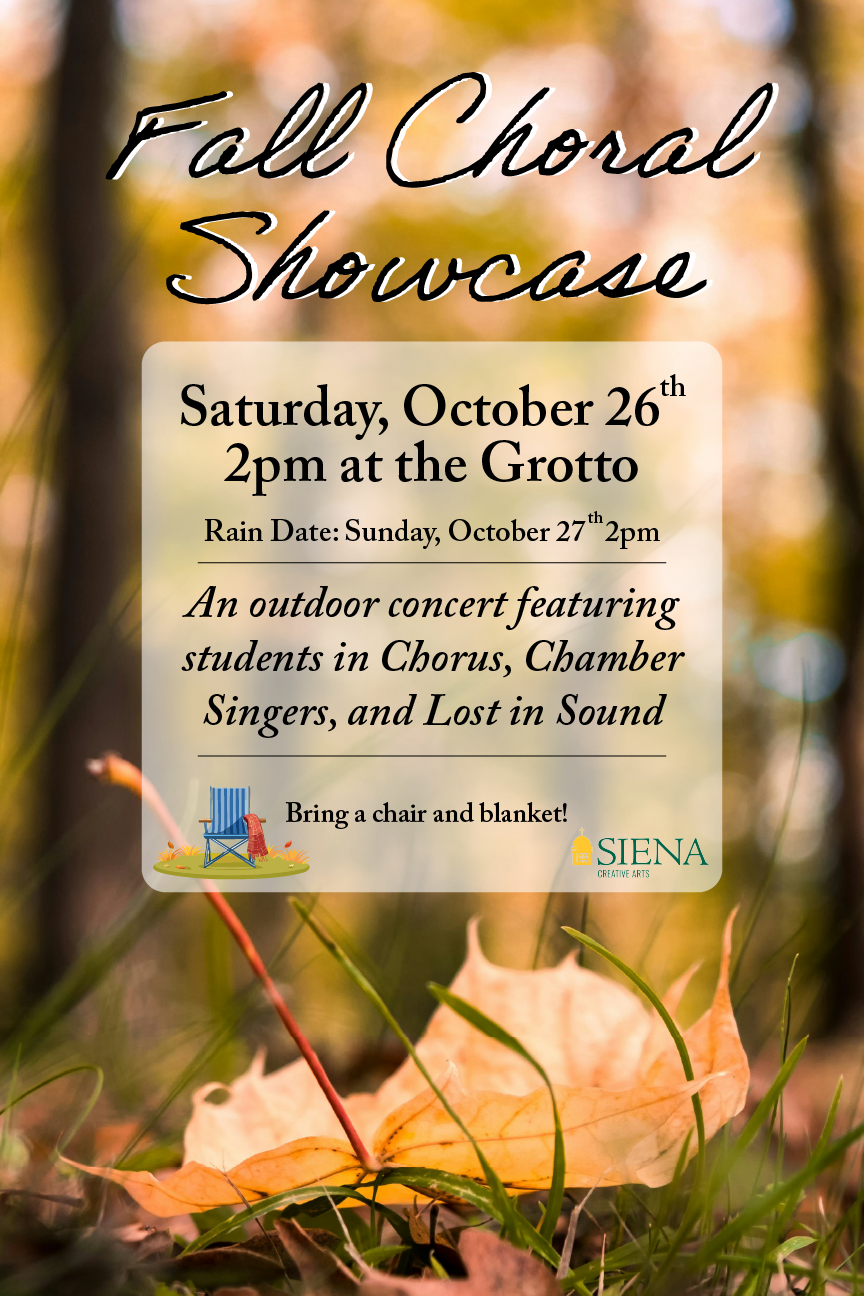 Fall Choral
Showcase
Saturday, October 26th
2pm at the Grotto
Rain Date: Sunday, October 27th 2pm
An outdoor concert featuring
students in Chorus, Chamber
Singers, and Lost in Sound
Bring a chair and blanket!
SIENA
CREATIVE ARTS